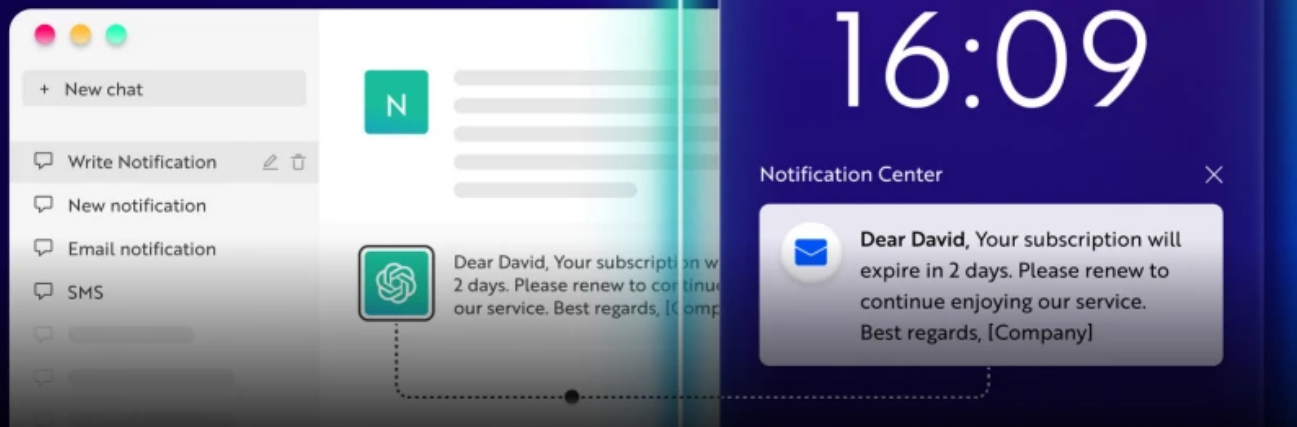 + New chat
Write Notification
New notification
Email notification
SMS
N
Dear David, Your subscription w
2 days. Please renew to continue
our service. Best regards, [Comp
16:09
Notification Center
Dear David, Your subscription will
expire in 2 days. Please renew to
continue enjoying our service.
Best regards, [Company]